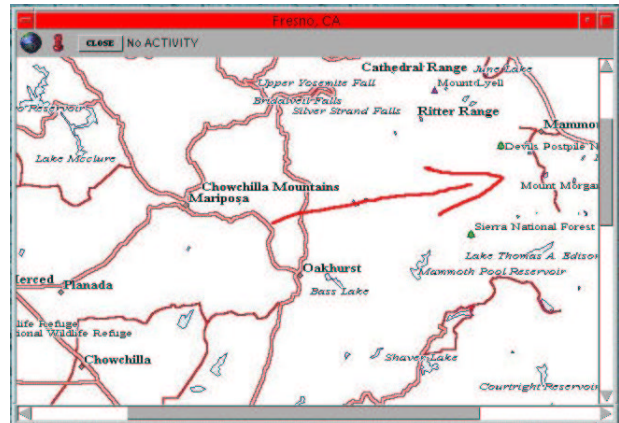 Fresno, CA
CLOSE No ACTIVITY
Cathedral Range
June Lake
Upper Yosemite Fall
Mount Lyell
Bridalveil Falls
Silver Strand Falls
Ritter Range
o Reservoir
Mammo
Devils Postpile N
Lake Mcclure
Chowchilla Mountains
Mariposa
Mount Morgan
Sierra National Forest
Lake Thomas A. Edison
Oakhurst
Mammoth Pool Reservoir
Merced
Planada
Bass Lake
life Refuge
ional Wildlife Refuge
Chowchilla
Shaver Lake
Courtright Reservoir